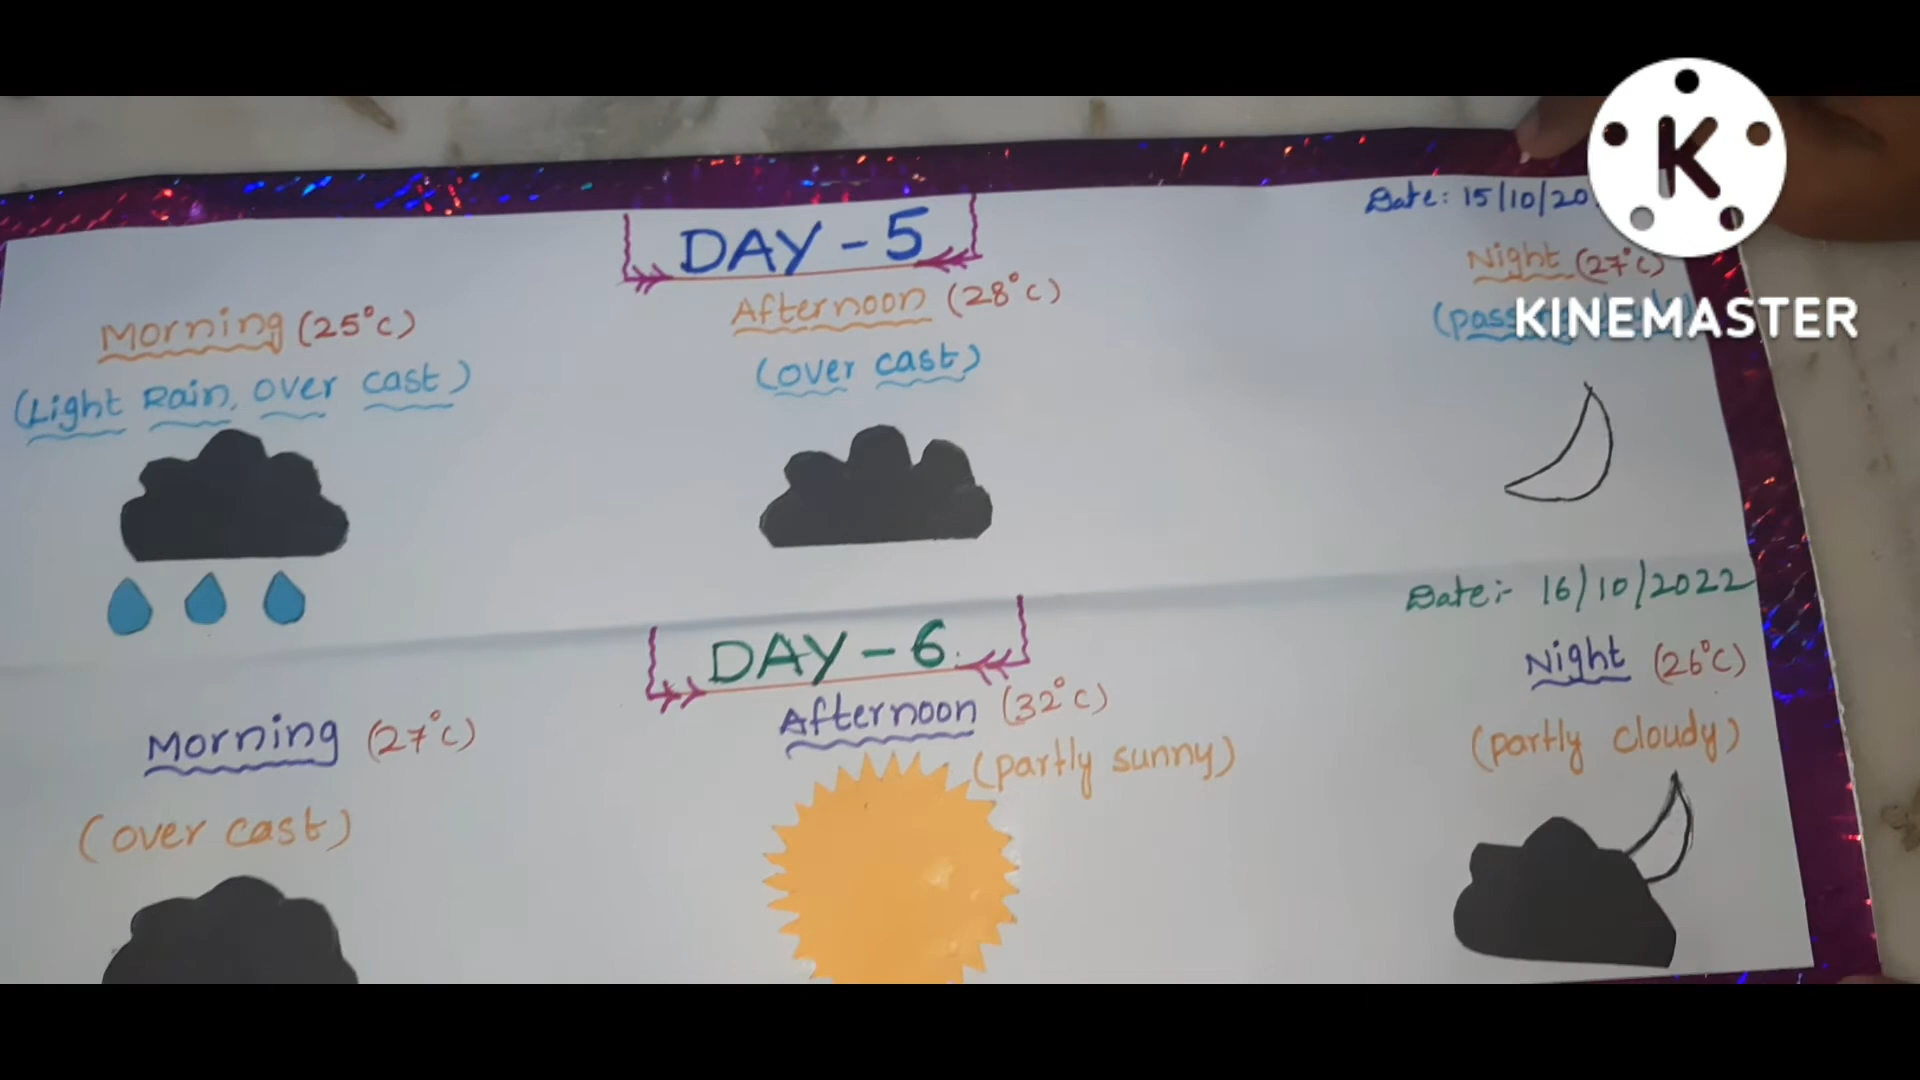 DAY - 5
Date: 15/10/20
Morning (25°C)
Afternoon (28°C)
Night (27°C)
(Light Rain, over cast)
(over cast)
KINEMASTER
DAY - 6
Date:- 16/10/2022
Morning (27°C)
Afternoon (32°C)
Night (26°C)
(over cast)
(partly sunny)
(partly cloudy)